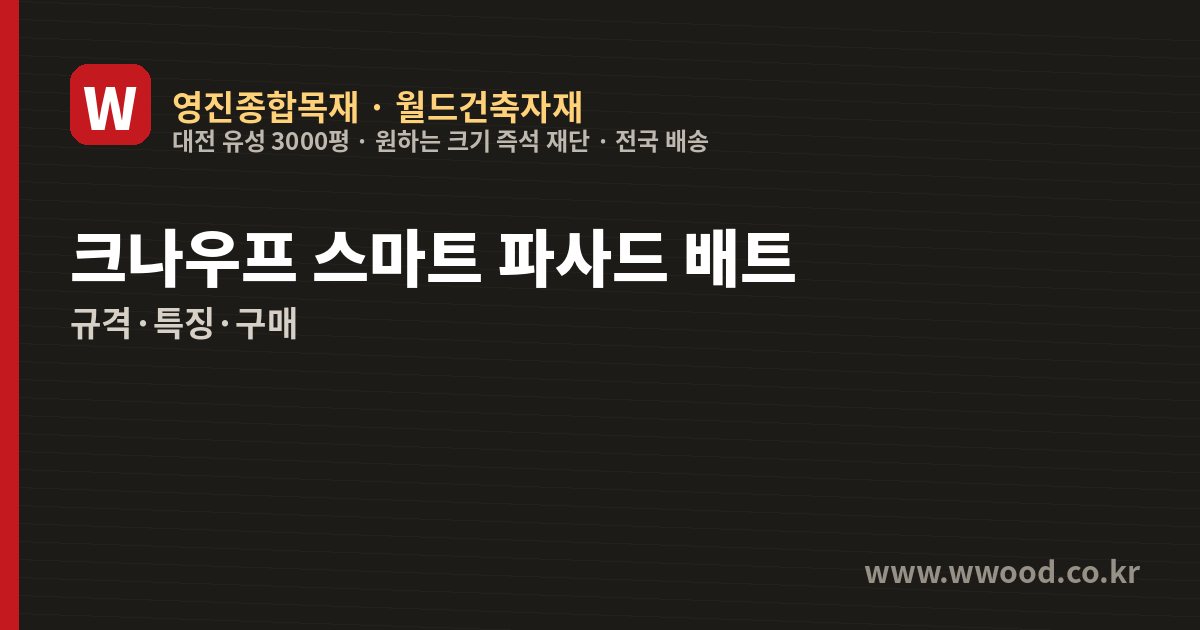 W
영진종합목재 · 월드건축자재
대전 유성 3000평 · 원하는 크기 즉석 재단 · 전국 배송
크나우프 스마트 파사드 배트
규격·특징·구매
www.wwood.co.kr